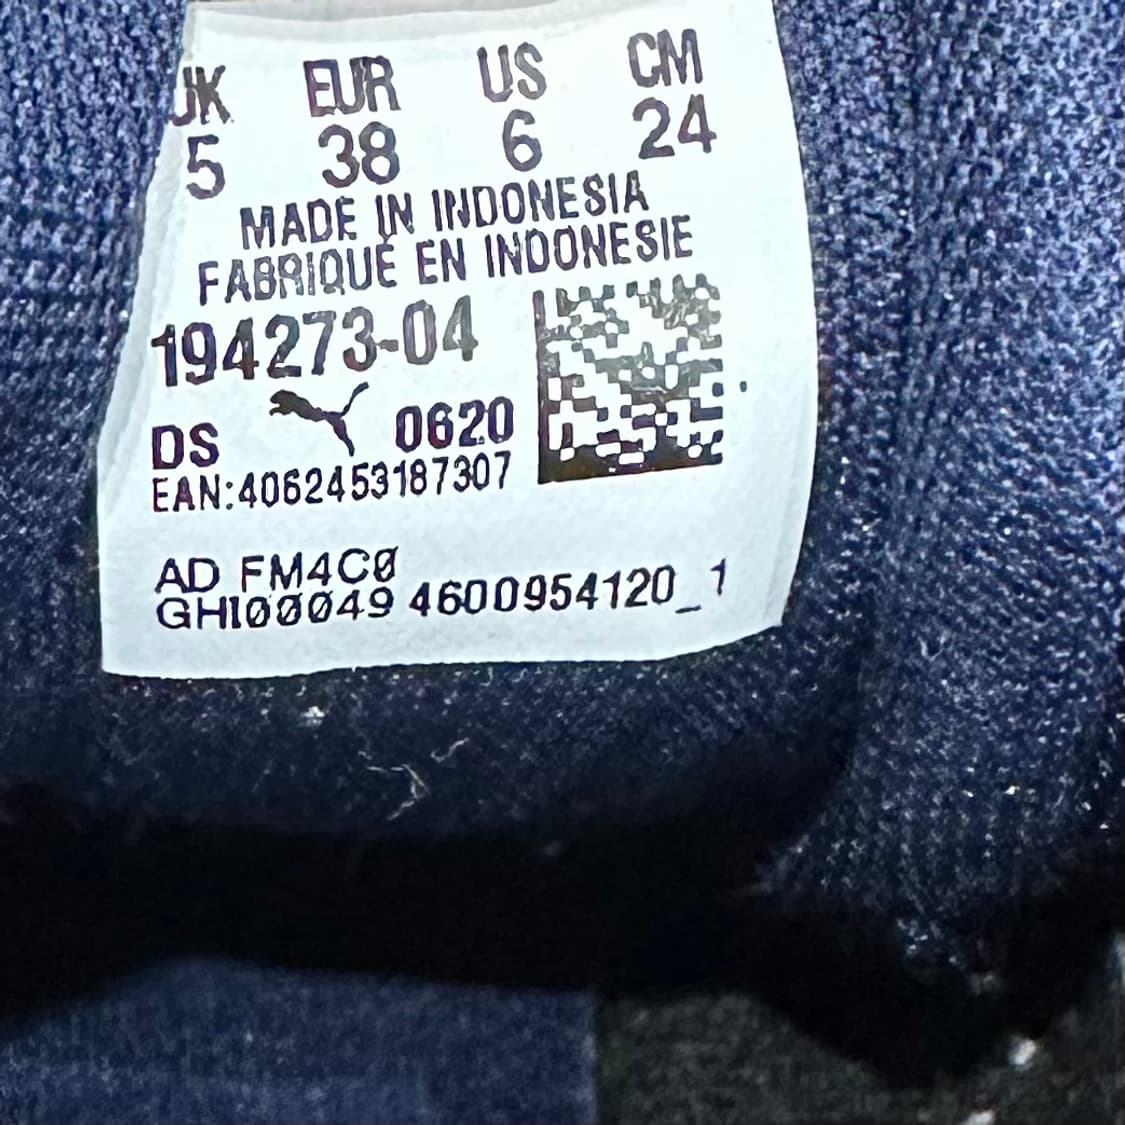 UK EUR US CM
5 38 6 24
MADE IN INDONESIA
FABRIQUÉ EN INDONESIE
194273-04
DS 0620
EAN:4062453187307
AD FM4C0
GHI00049 4600954120_1